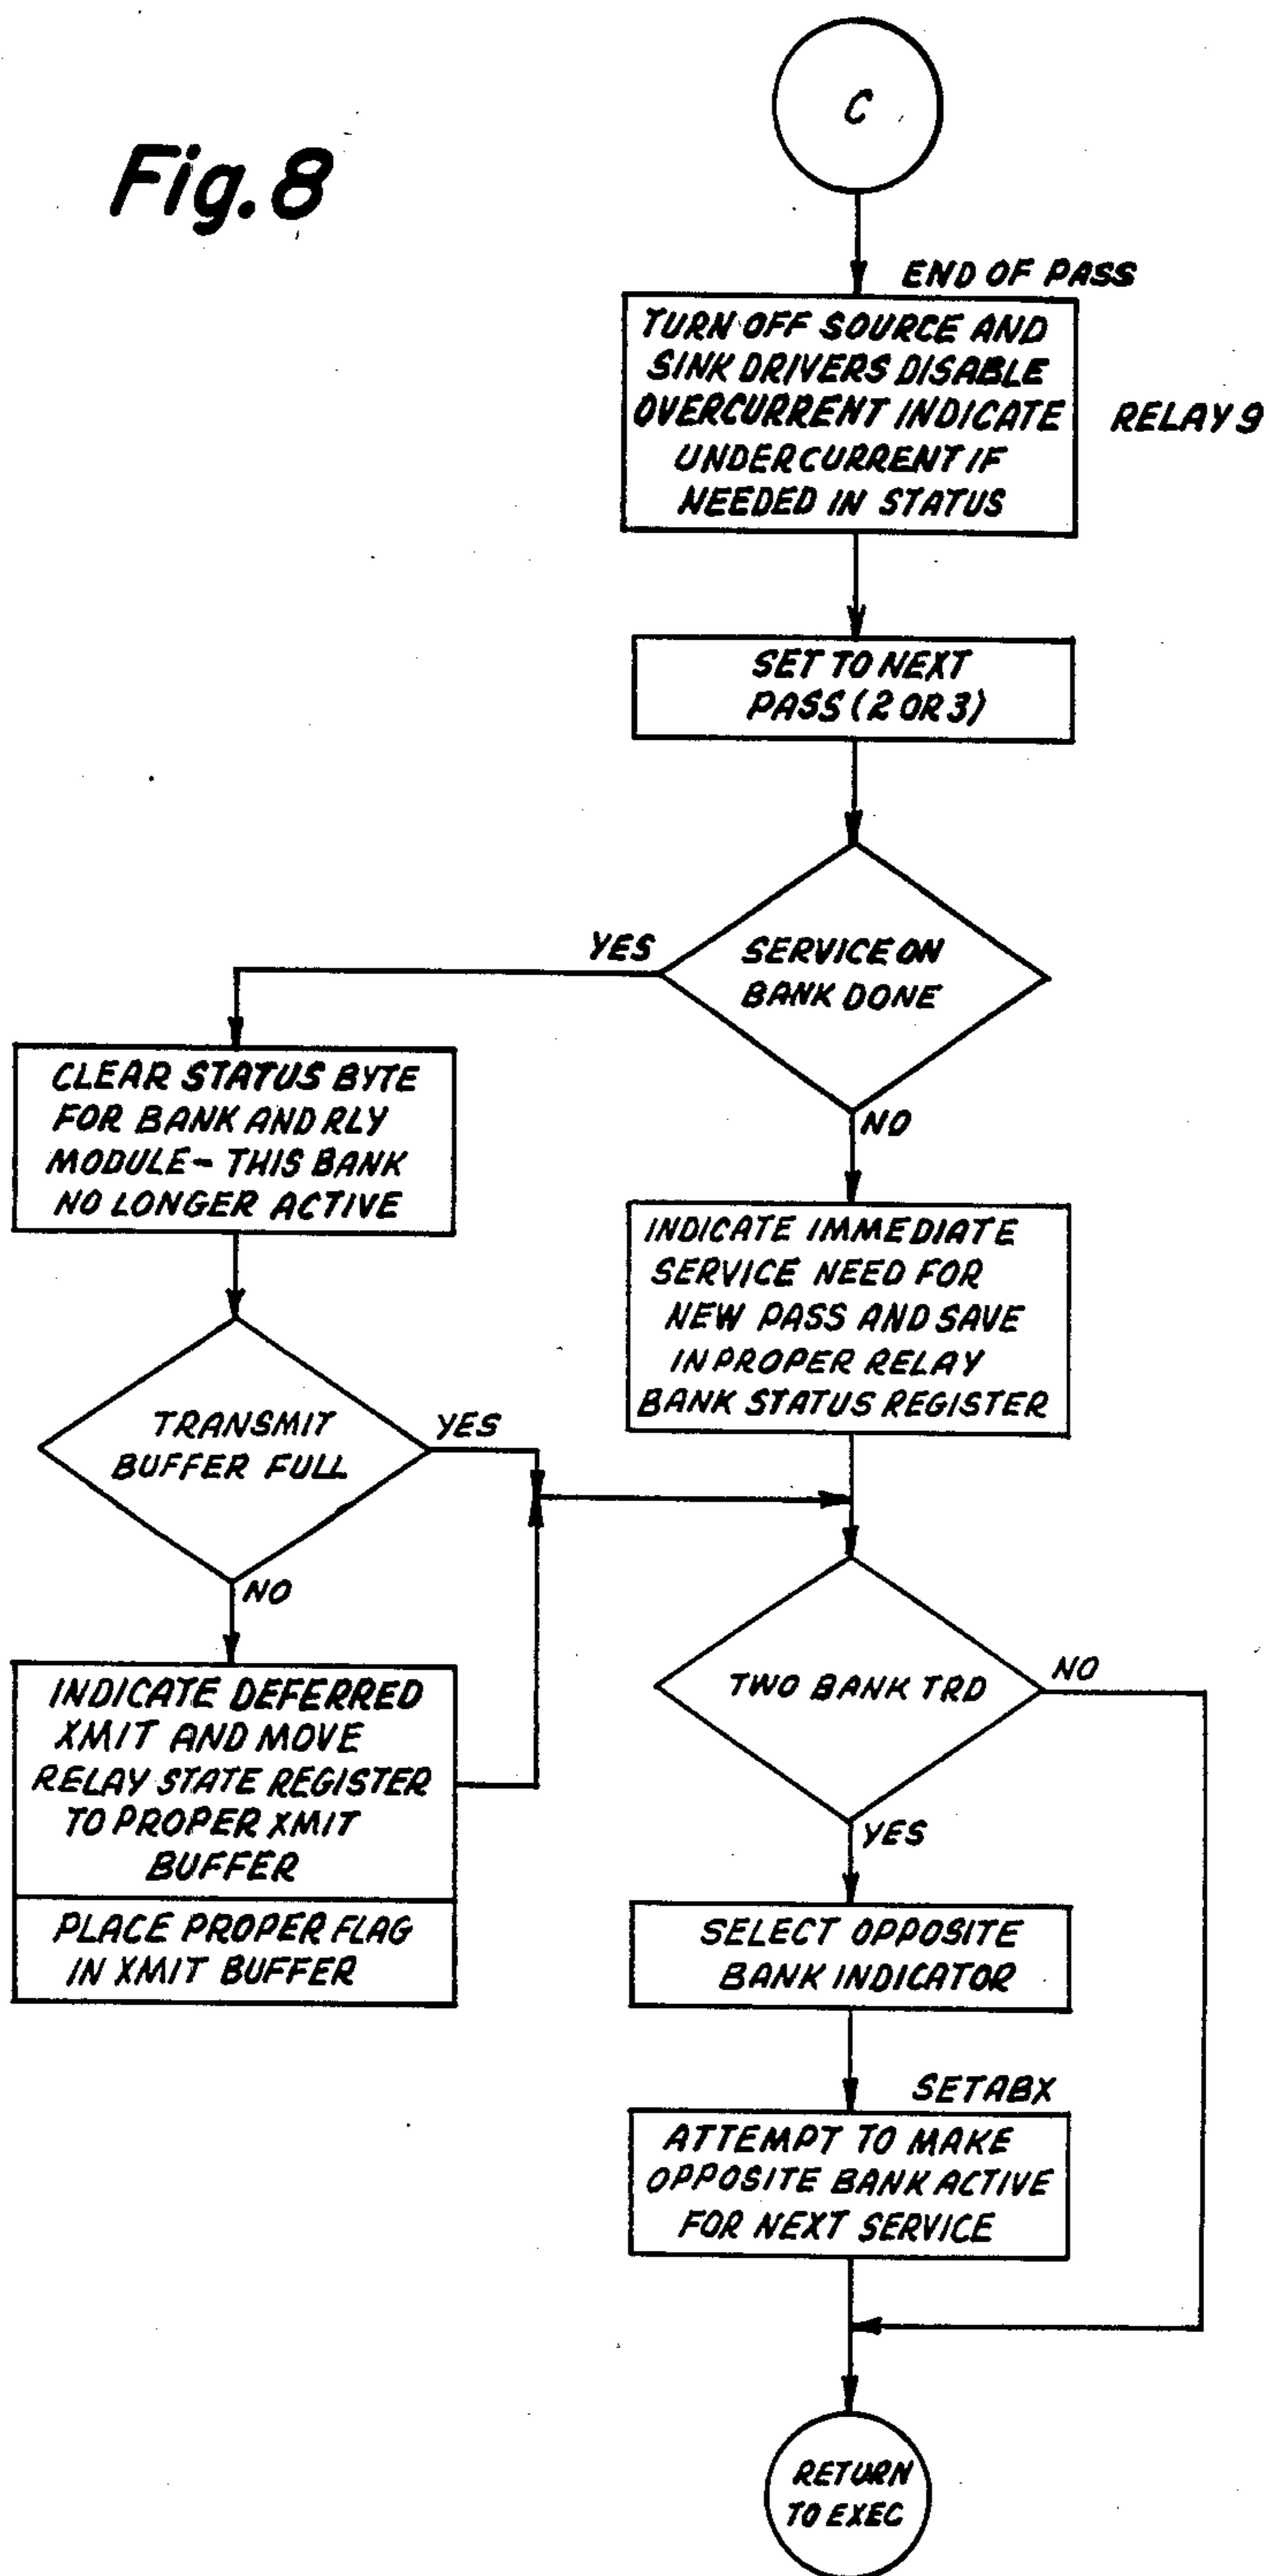 Fig. 8
C
END OF PASS
TURN OFF SOURCE AND
SINK DRIVERS DISABLE
OVERCURRENT INDICATE
UNDERCURRENT IF
NEEDED IN STATUS
RELAY 9
SET TO NEXT
PASS (2 OR 3)
SERVICE ON
BANK DONE
YES
NO
CLEAR STATUS BYTE
FOR BANK AND RLY
MODULE - THIS BANK
NO LONGER ACTIVE
INDICATE IMMEDIATE
SERVICE NEED FOR
NEW PASS AND SAVE
IN PROPER RELAY
BANK STATUS REGISTER
TRANSMIT
BUFFER FULL
YES
NO
INDICATE DEFERRED
XMIT AND MOVE
RELAY STATE REGISTER
TO PROPER XMIT
BUFFER
PLACE PROPER FLAG
IN XMIT BUFFER
TWO BANK TRD
NO
YES
SELECT OPPOSITE
BANK INDICATOR
SETABX
ATTEMPT TO MAKE
OPPOSITE BANK ACTIVE
FOR NEXT SERVICE
RETURN
TO EXEC